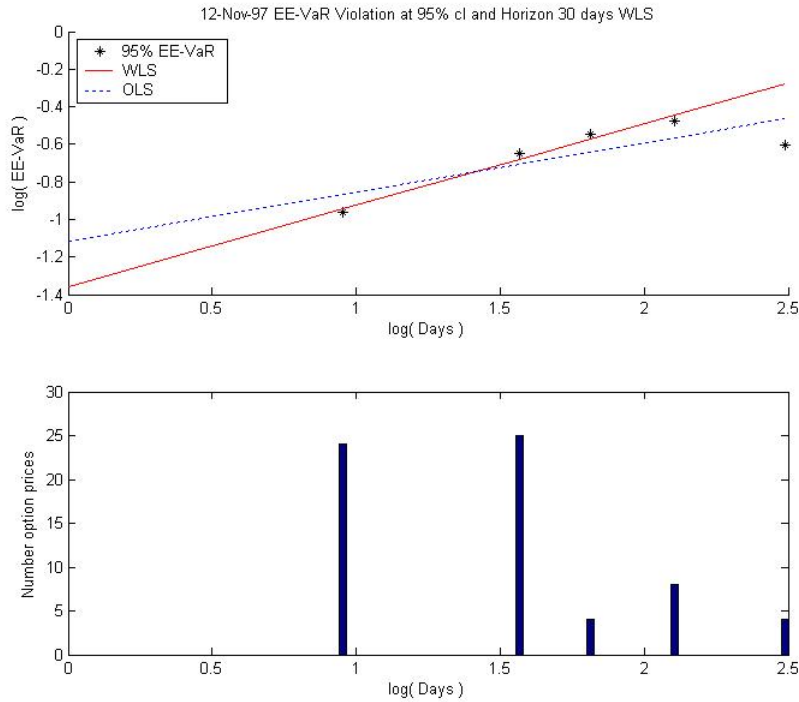 12-Nov-97 EE-VaR Violation at 95% cl and Horizon 30 days WLS
0
-0.2
-0.4
-0.6
-0.8
-1
-1.2
-1.4
log( EE-VaR )
95% EE-VaR
WLS
OLS
0 0.5 1 1.5 2 2.5
log( Days )
30
25
20
15
10
5
0
Number option prices
0 0.5 1 1.5 2 2.5
log( Days )